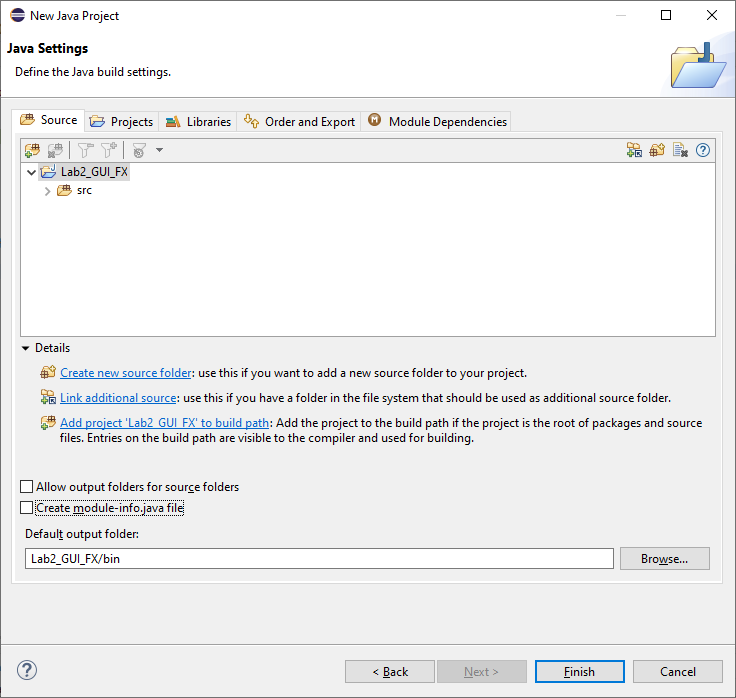 New Java Project
Java Settings
Define the Java build settings.
Source
Projects
Libraries
Order and Export
Module Dependencies
Lab2_GUI_FX
src
Details
Create new source folder: use this if you want to add a new source folder to your project.
Link additional source: use this if you have a folder in the file system that should be used as additional source folder.
Add project 'Lab2_GUI_FX' to build path: Add the project to the build path if the project is the root of packages and source
files. Entries on the build path are visible to the compiler and used for building.
Allow output folders for source folders
Create module-info.java file
Default output folder:
Lab2_GUI_FX/bin
Browse...
< Back
Next >
Finish
Cancel